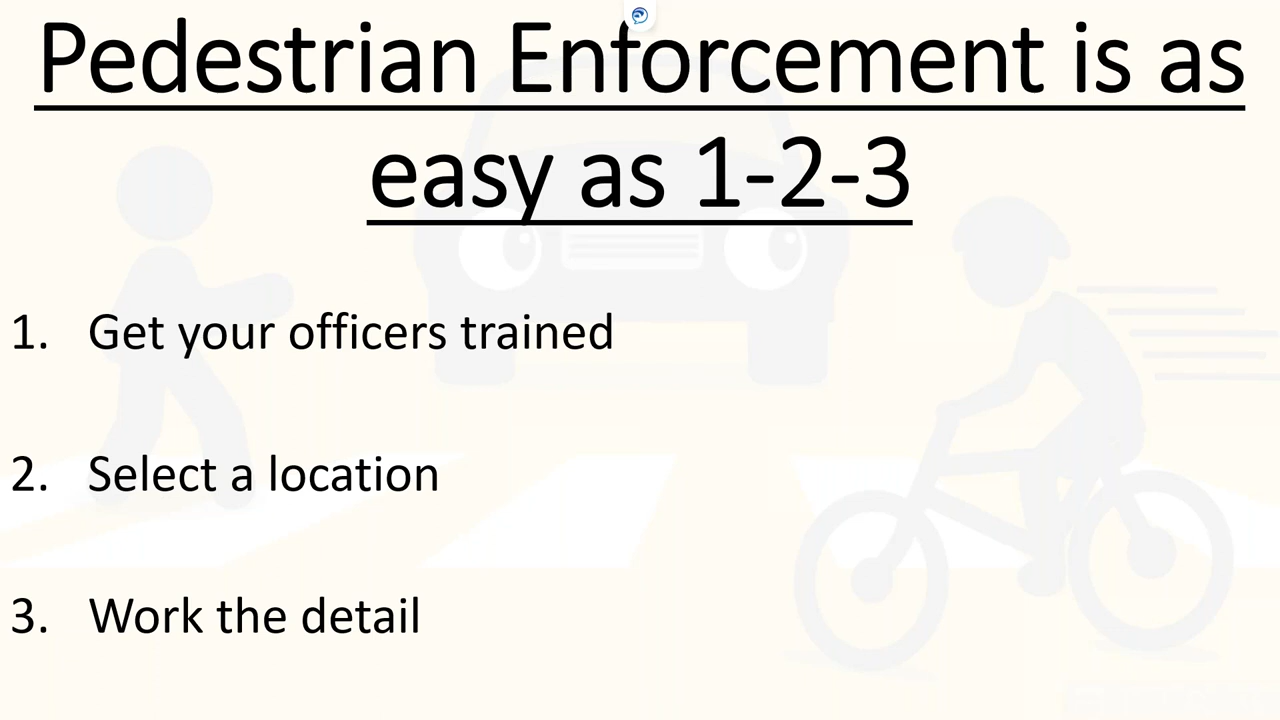 Pedestrian Enforcement is as
easy as 1-2-3
1. Get your officers trained
2. Select a location
3. Work the detail